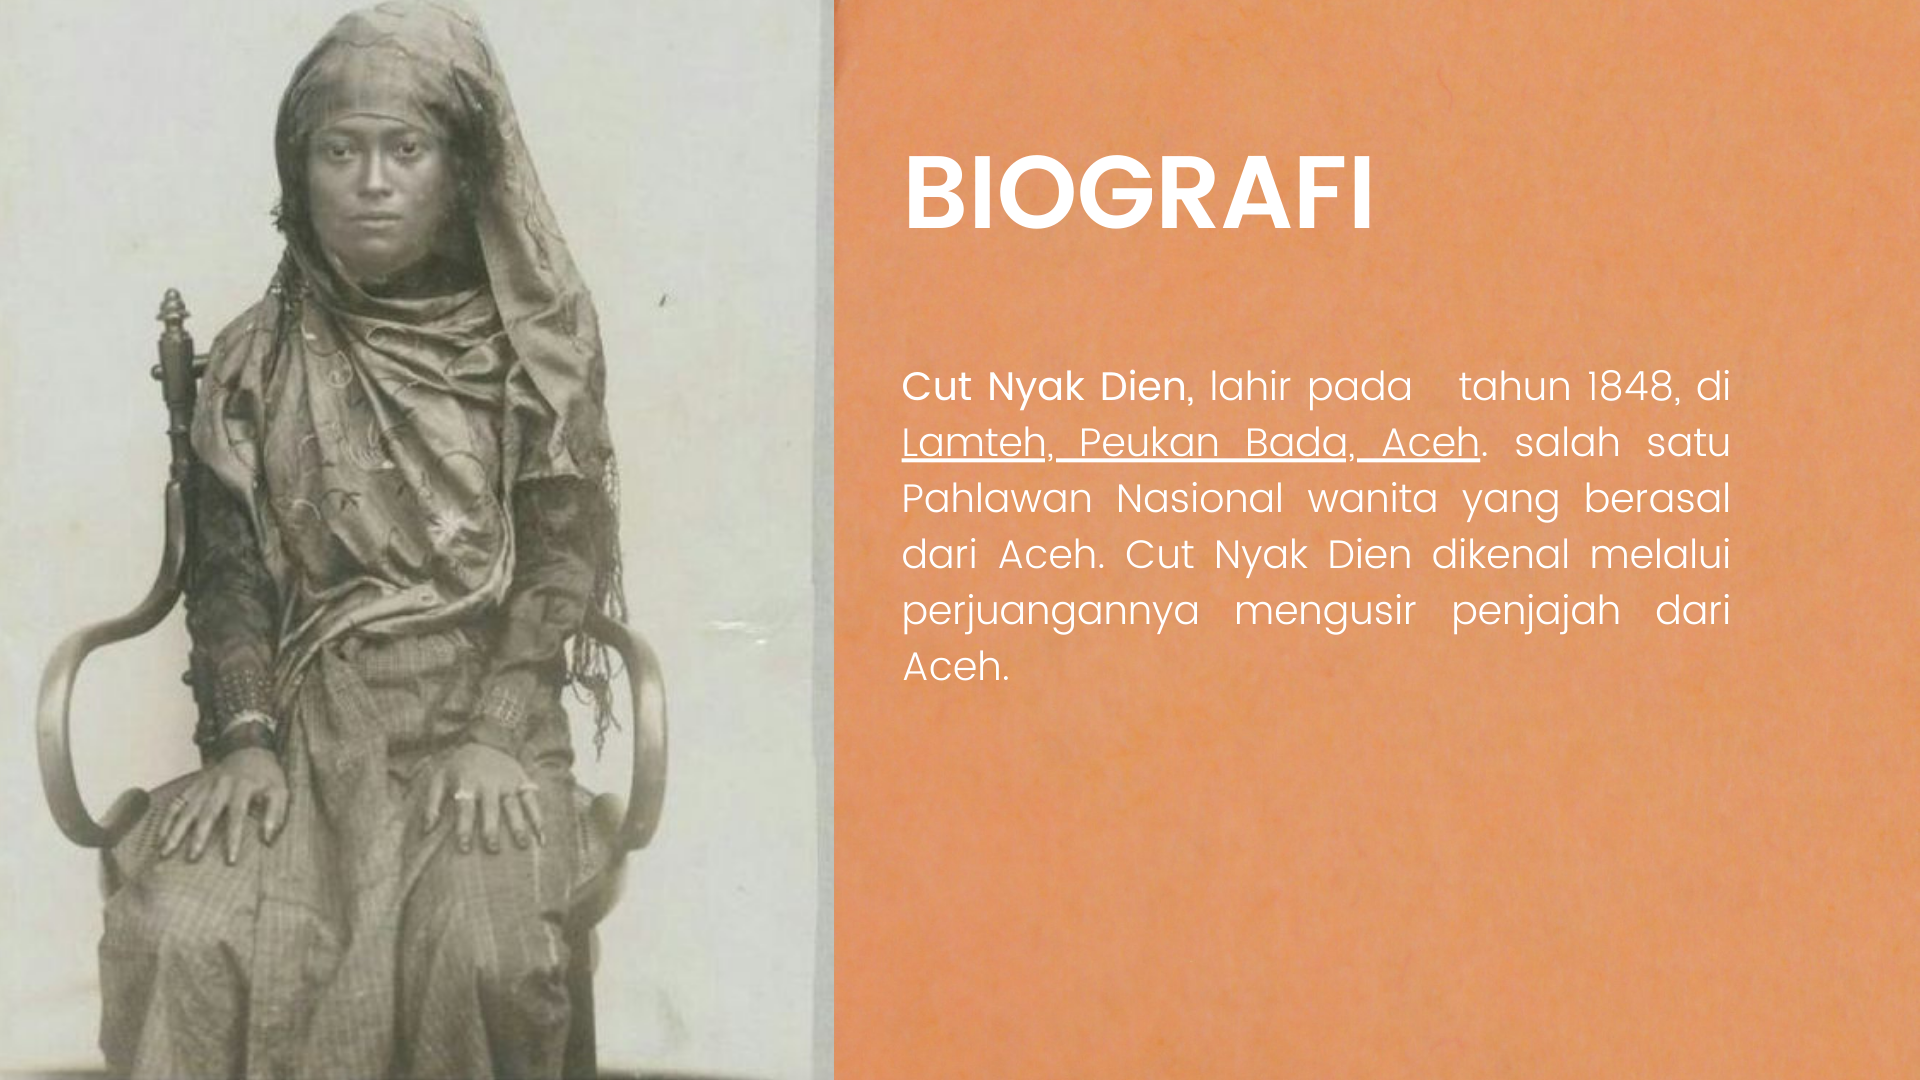 BIOGRAFI
Cut Nyak Dien, lahir pada tahun 1848, di
Lamteh, Peukan Bada, Aceh. salah satu
Pahlawan Nasional wanita yang berasal
dari Aceh. Cut Nyak Dien dikenal melalui
perjuangannya mengusir penjajah dari
Aceh.